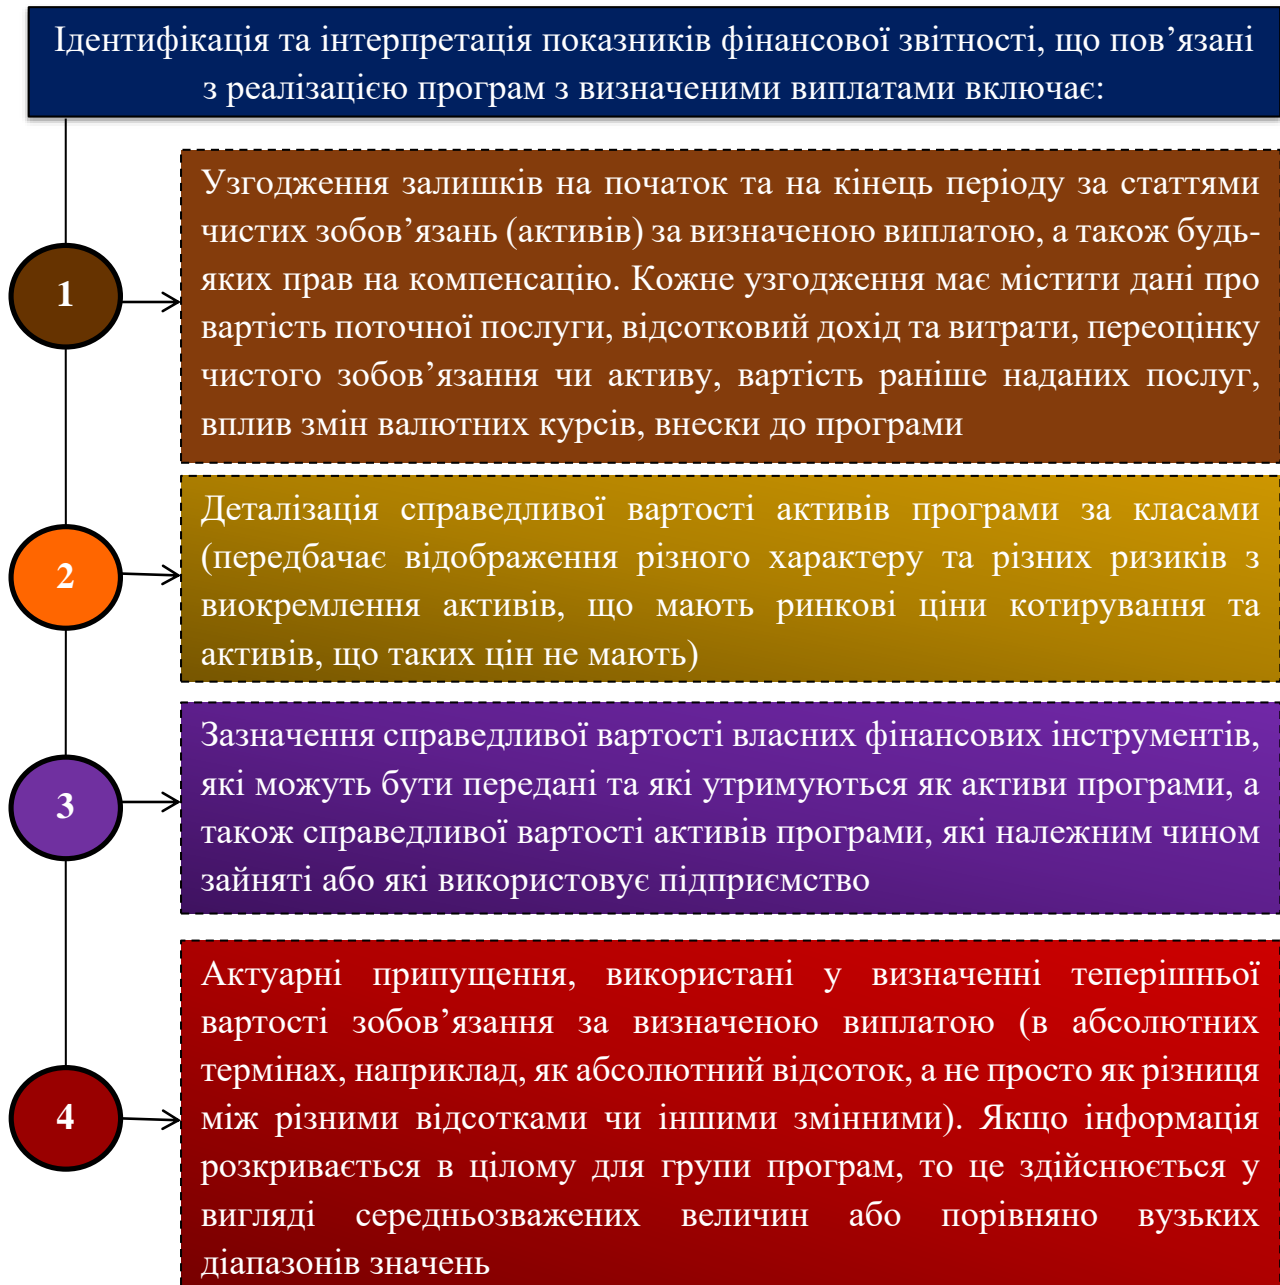 Ідентифікація та інтерпретація показників фінансової звітності, що пов’язані
з реалізацією програм з визначеними виплатами включає:
1
Узгодження залишків на початок та на кінець періоду за статтями
чистих зобов’язань (активів) за визначеною виплатою, а також будь-
яких прав на компенсацію. Кожне узгодження має містити дані про
вартість поточної послуги, відсотковий дохід та витрати, переоцінку
чистого зобов’язання чи активу, вартість раніше наданих послуг,
вплив змін валютних курсів, внески до програми
2
Деталізація справедливої вартості активів програми за класами
(передбачає відображення різного характеру та різних ризиків з
виокремлення активів, що мають ринкові ціни котирування та
активів, що таких цін не мають)
3
Зазначення справедливої вартості власних фінансових інструментів,
які можуть бути передані та які утримуються як активи програми, а
також справедливої вартості активів програми, які належним чином
зайняті або які використовує підприємство
4
Актуарні припущення, використані у визначенні теперішньої
вартості зобов’язання за визначеною виплатою (в абсолютних
термінах, наприклад, як абсолютний відсоток, а не просто як різниця
між різними відсотками чи іншими змінними). Якщо інформація
розкривається в цілому для групи програм, то це здійснюється у
вигляді середньозважених величин або порівняно вузьких
діапазонів значень